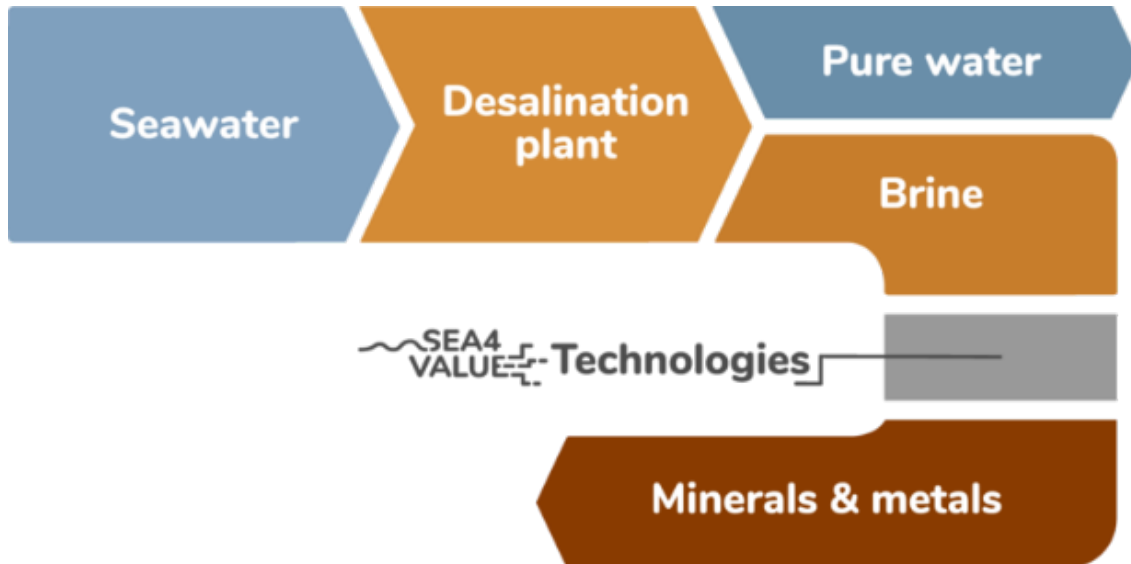 Seawater
Desalination
plant
Pure water
Brine
SEA4
VALUE
Technologies
Minerals & metals